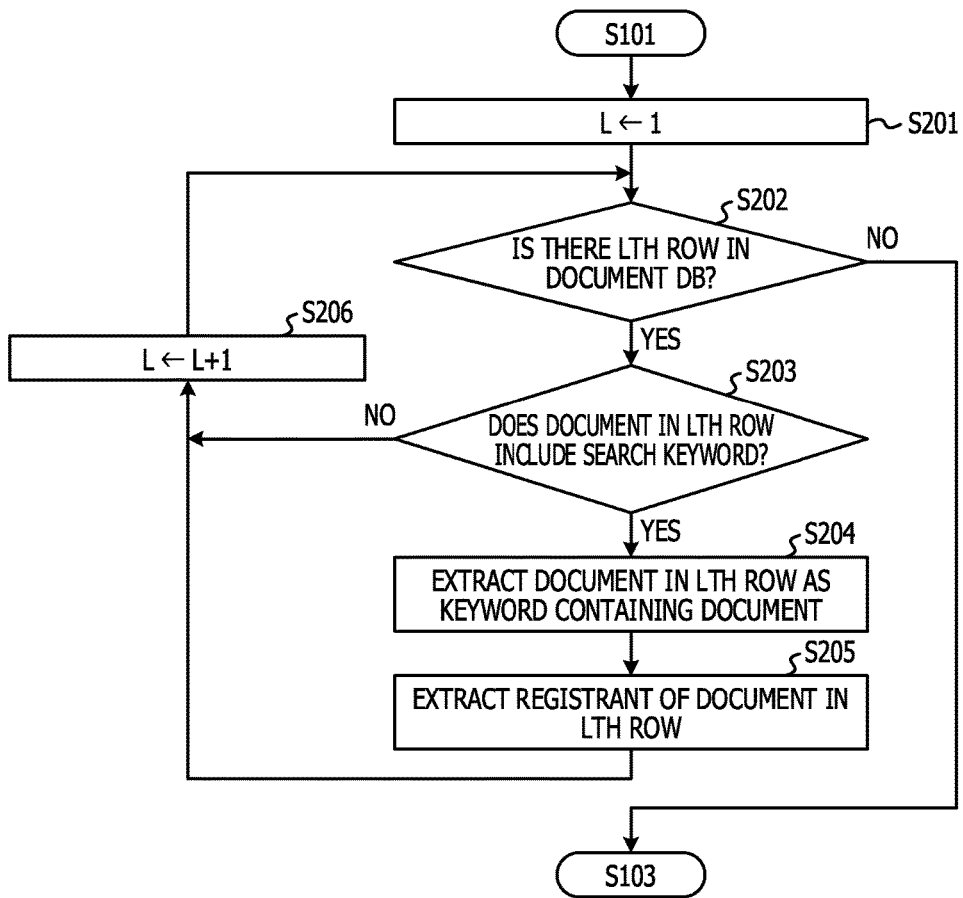 S101
L ← 1
S201
S202
IS THERE LTH ROW IN
DOCUMENT DB?
NO
YES
S206
L ← L+1
S203
NO
DOES DOCUMENT IN LTH ROW
INCLUDE SEARCH KEYWORD?
YES
S204
EXTRACT DOCUMENT IN LTH ROW AS
KEYWORD CONTAINING DOCUMENT
S205
EXTRACT REGISTRANT OF DOCUMENT IN
LTH ROW
S103